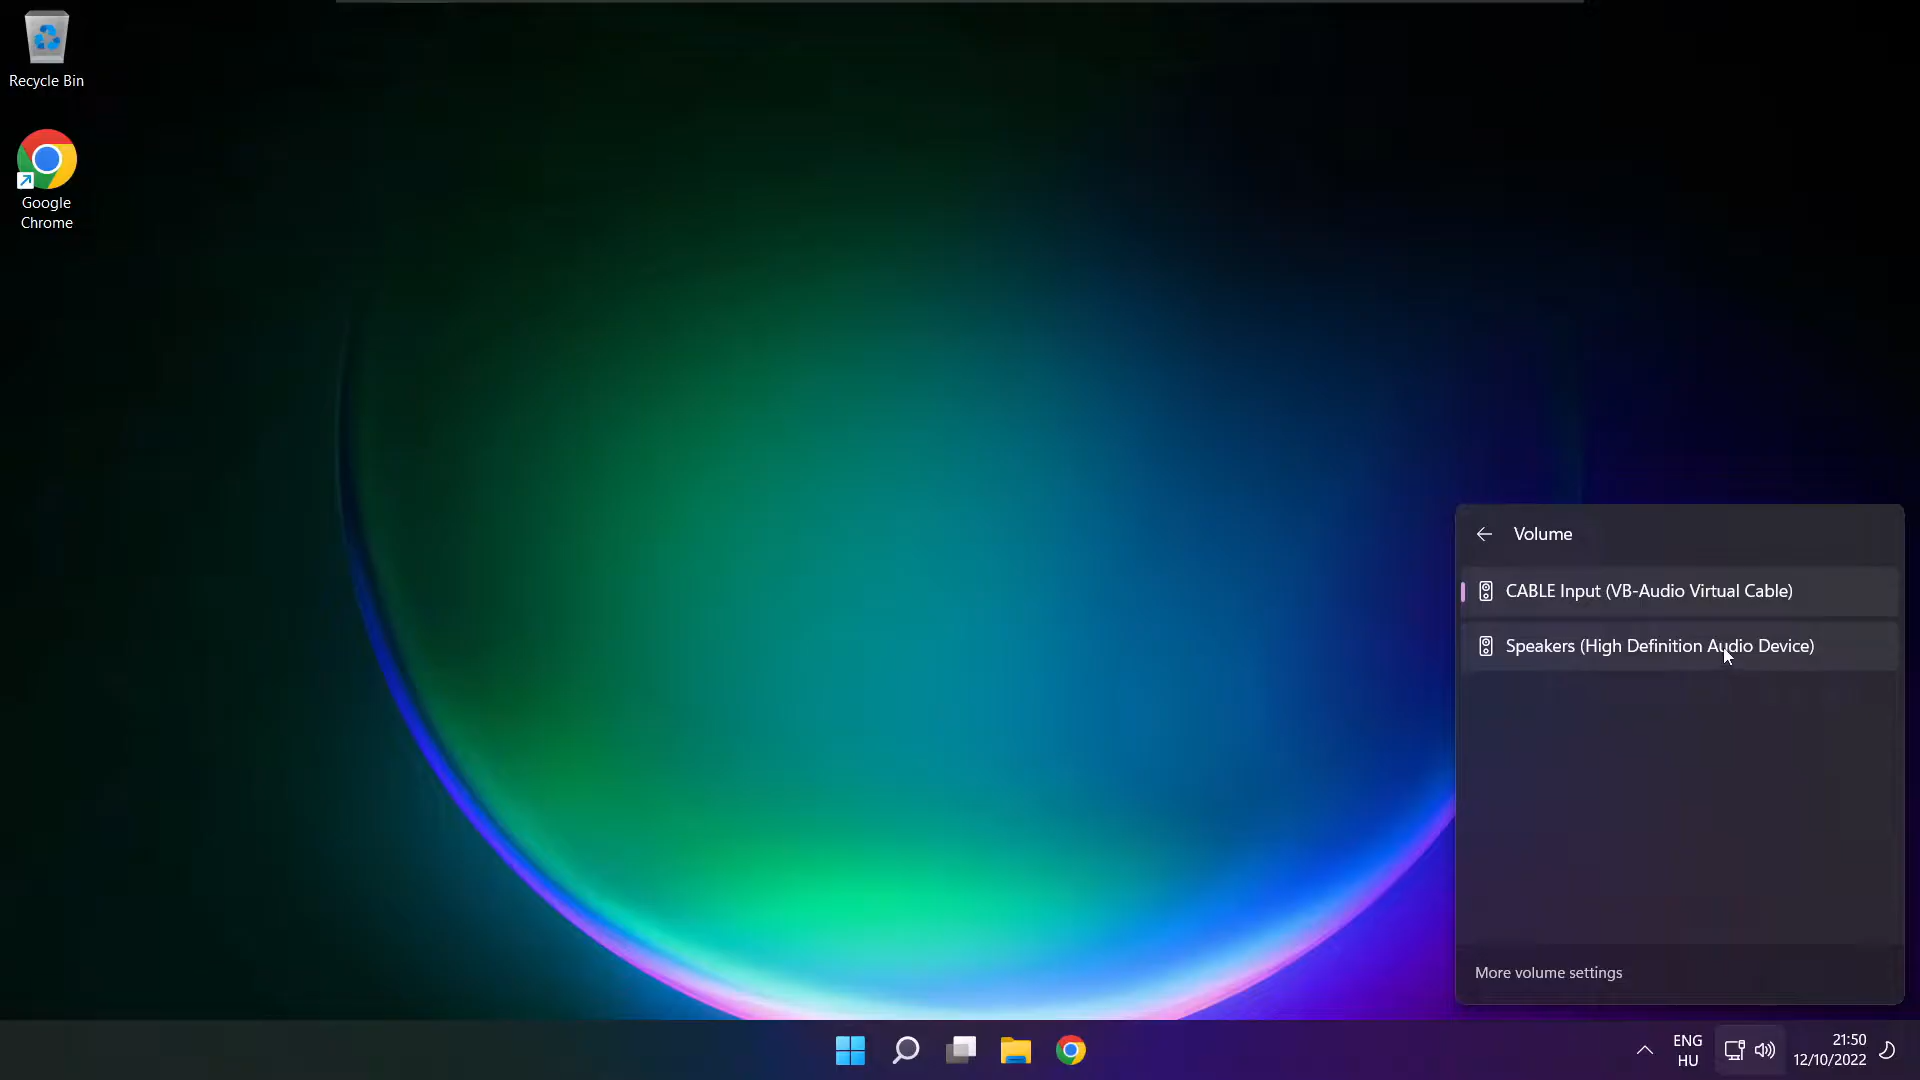 Recycle Bin
Google
Chrome
Volume
CABLE Input (VB-Audio Virtual Cable)
Speakers (High Definition Audio Device)
More volume settings
ENG
HU
21:50
12/10/2022